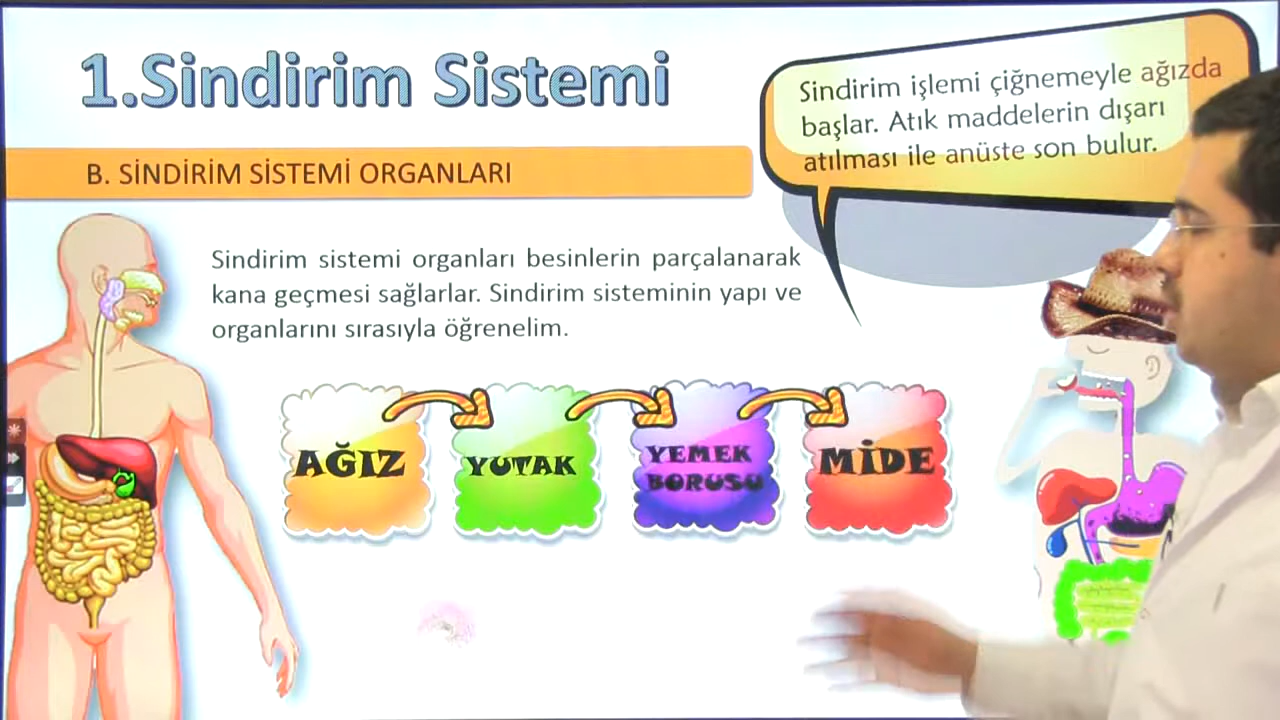 1.Sindirim Sistemi
Sindirim işlemi çiğnemeyle ağızda
başlar. Atık maddelerin dışarı
atılması ile anüste son bulur.
B. SİNDİRİM SİSTEMİ ORGANLARI
Sindirim sistemi organları besinlerin parçalanarak
kana geçmesi sağlarlar. Sindirim sisteminin yapı ve
organlarını sırasıyla öğrenelim.
AĞIZ
YUTAK
YEMEK
BORUSU
MİDE